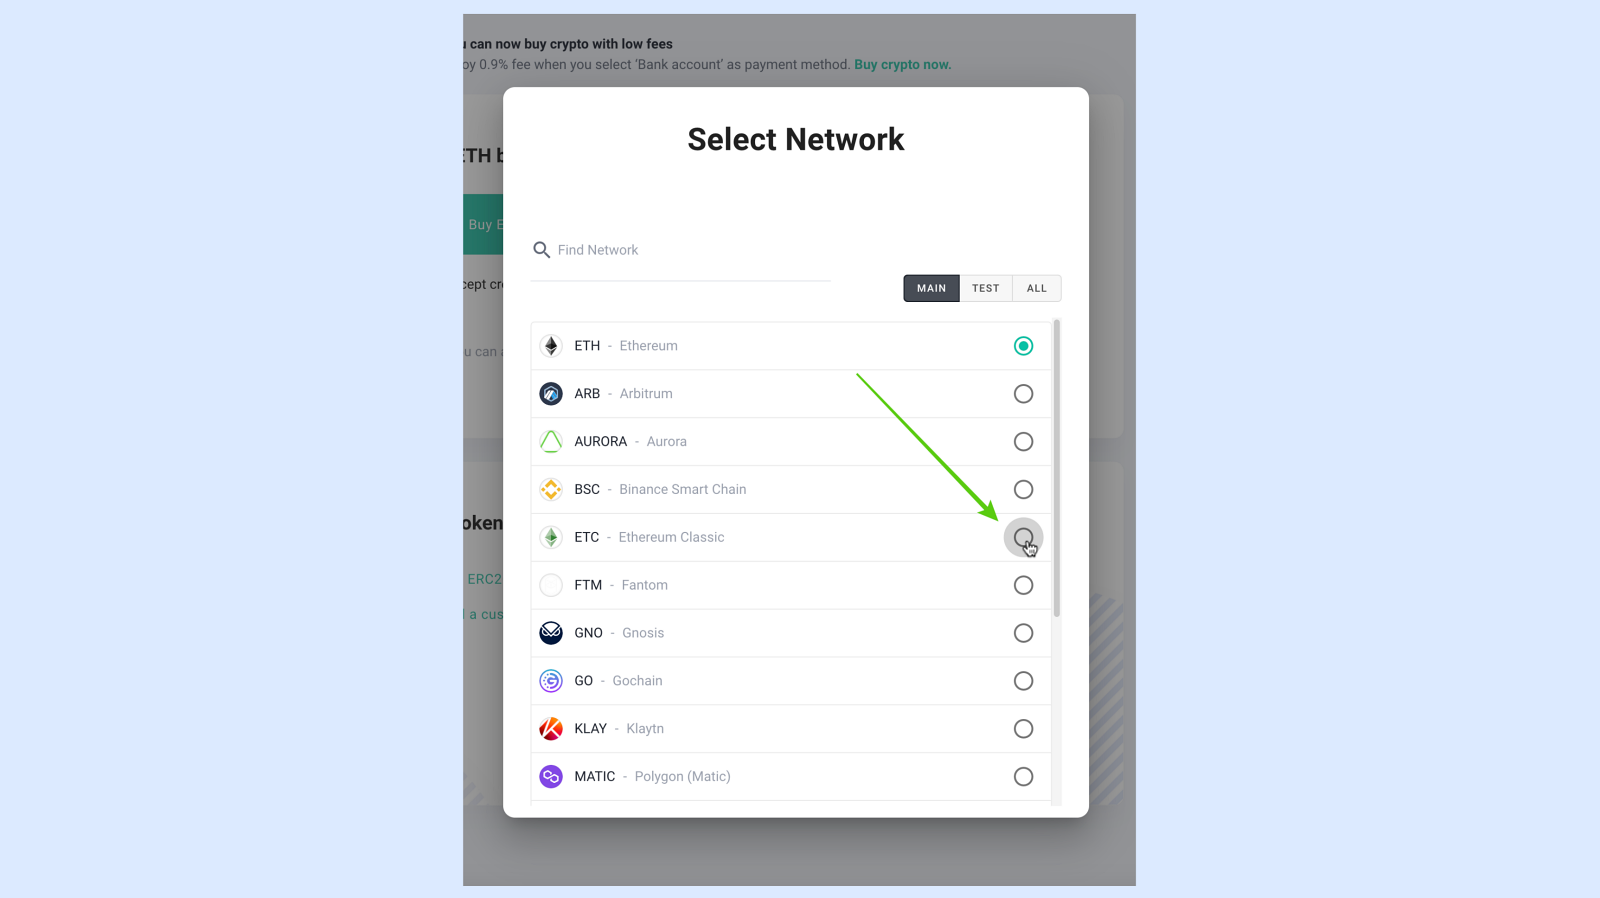 u can now buy crypto with low fees
oy 0.9% fee when you select ‘Bank account’ as payment method. Buy crypto now.
Select Network
ETH b
Buy E
Find Network
cept cr
MAIN TEST ALL
ETH - Ethereum
u can a
ARB - Arbitrum
AURORA - Aurora
BSC - Binance Smart Chain
oken
ETC - Ethereum Classic
ERC2
FTM - Fantom
l a cus
GNO - Gnosis
GO - Gochain
KLAY - Klaytn
MATIC - Polygon (Matic)